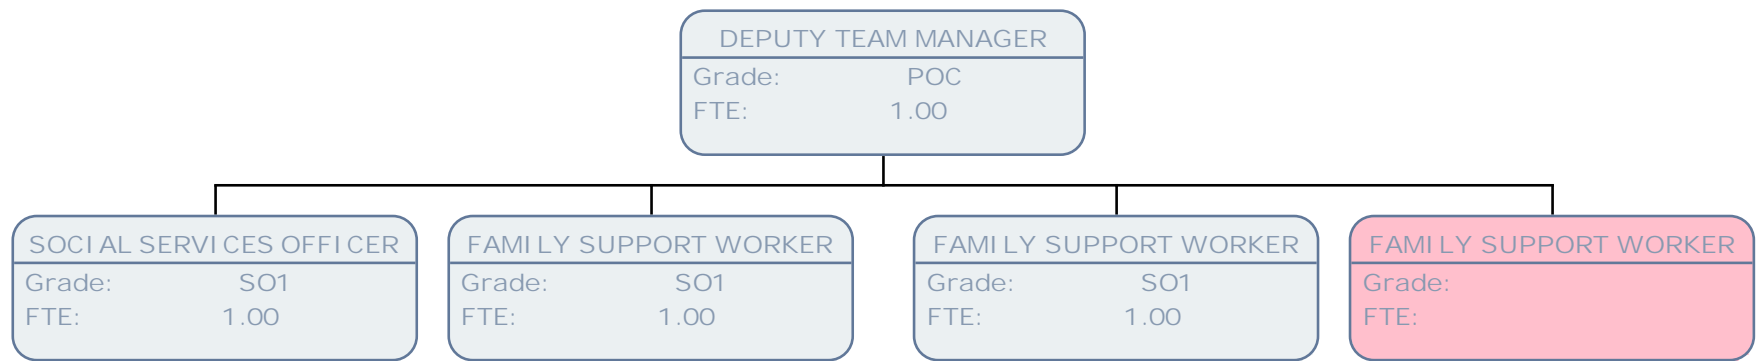 DEPUTY TEAM MANAGER
Grade: POC
FTE: 1.00
SOCIAL SERVICES OFFICER
Grade: SO1
FTE: 1.00
FAMILY SUPPORT WORKER
Grade: SO1
FTE: 1.00
FAMILY SUPPORT WORKER
Grade: SO1
FTE: 1.00
FAMILY SUPPORT WORKER
Grade:
FTE: